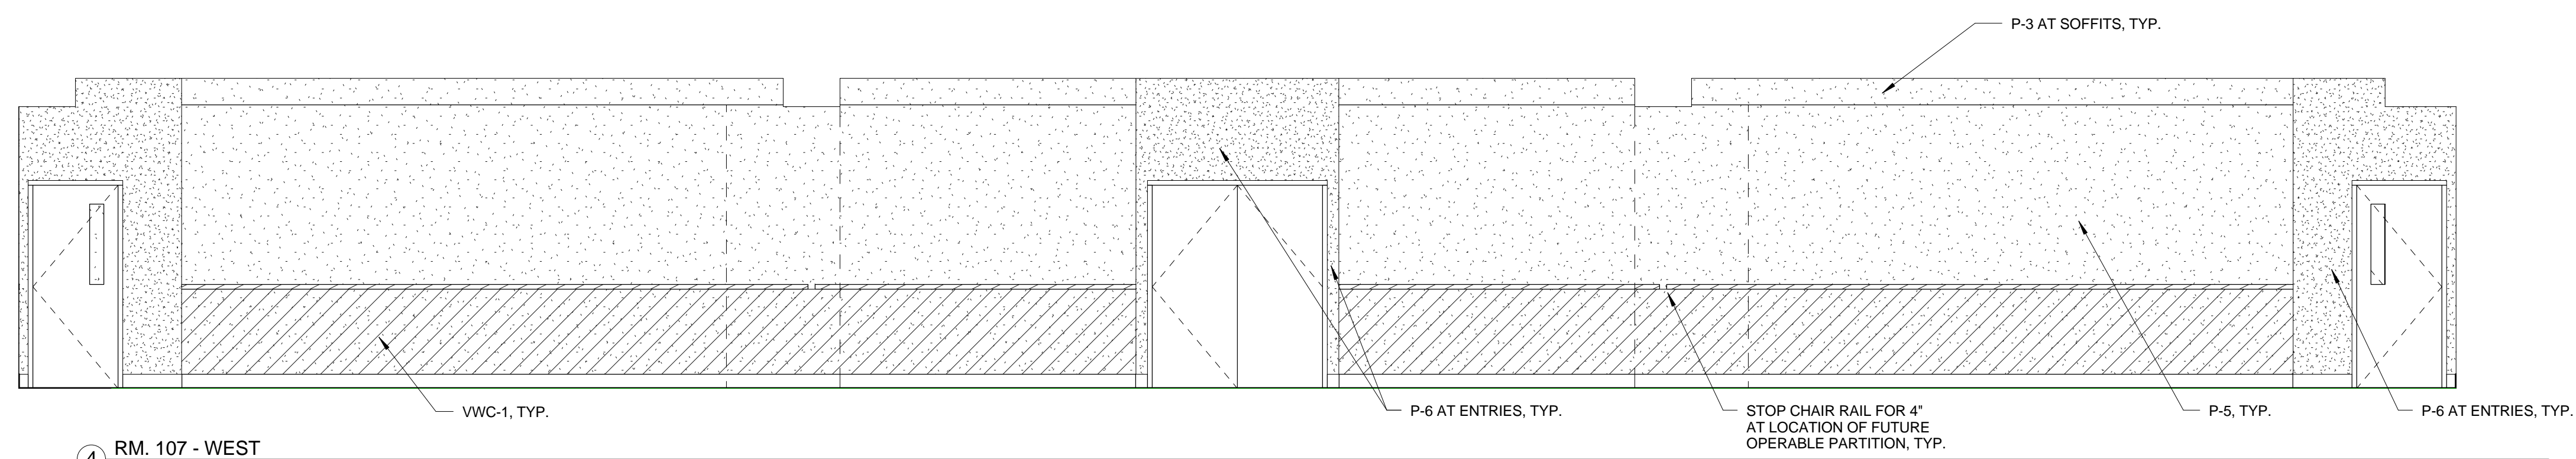 P-3 AT SOFFITS, TYP.
VWC-1, TYP.
P-6 AT ENTRIES, TYP.
STOP CHAIR RAIL FOR 4"
AT LOCATION OF FUTURE
OPERABLE PARTITION, TYP.
P-5, TYP.
P-6 AT ENTRIES, TYP.
4 RM. 107 - WEST